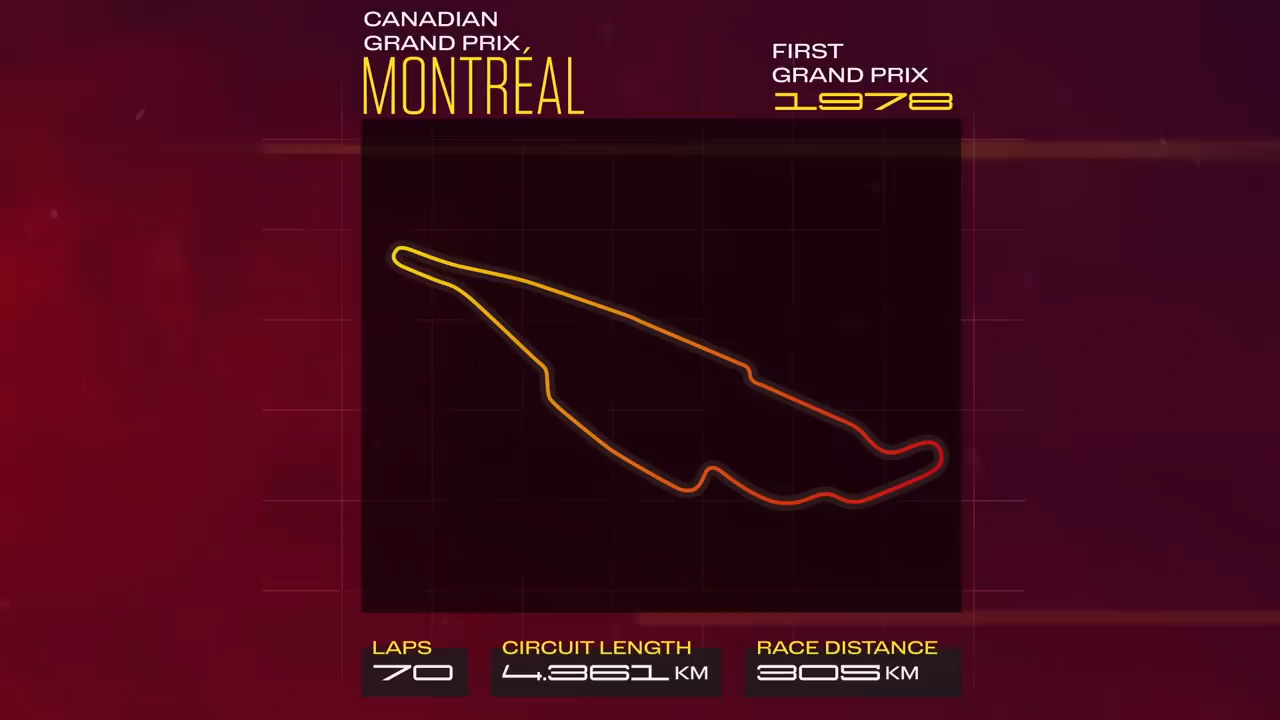 CANADIAN
GRAND PRIX
MONTRÉAL
FIRST
GRAND PRIX
1978
LAPS
70
CIRCUIT LENGTH
4.361 KM
RACE DISTANCE
305 KM